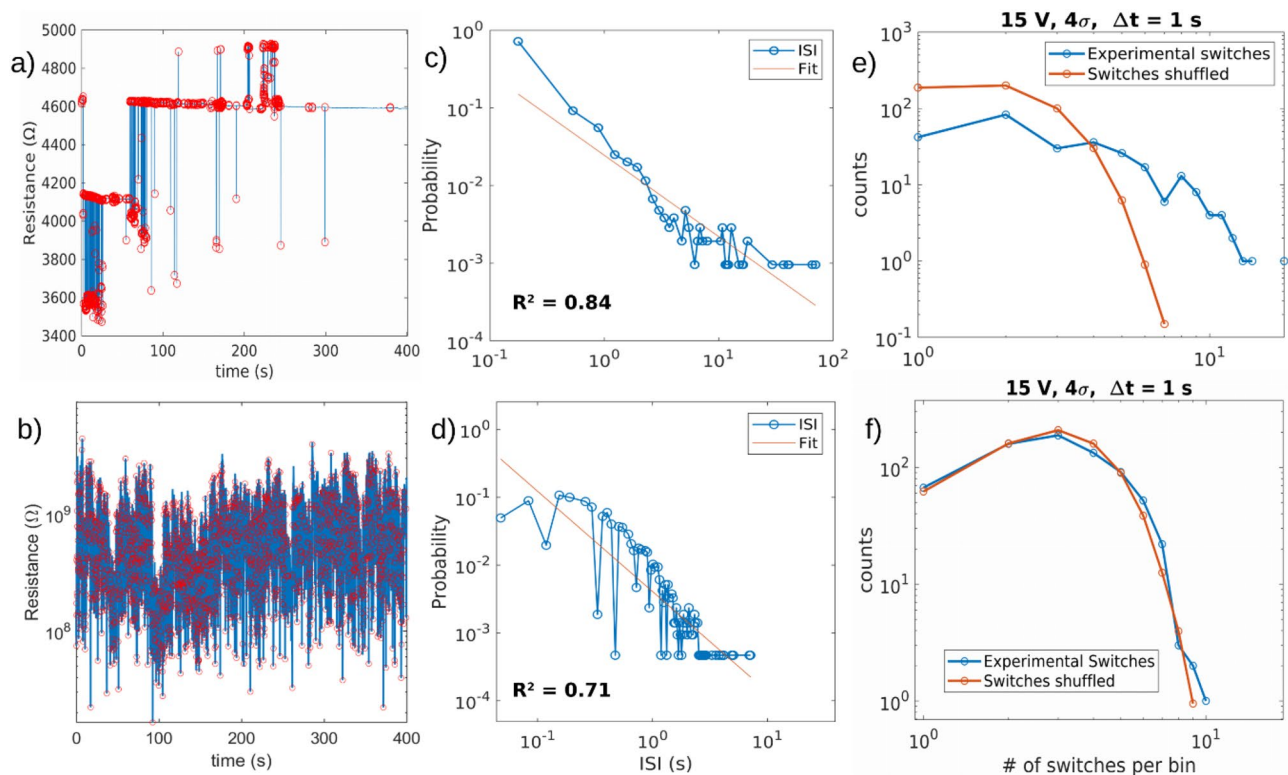 a)
5000
4800
4600
4400
4200
4000
3800
3600
3400
Resistance (Ω)
0 100 200 300 400
time (s)
c)
10⁰
10⁻¹
10⁻²
10⁻³
10⁻⁴
Probability
ISI
Fit
R² = 0.84
10⁻¹ 10⁰ 10¹ 10²
15 V, 4σ, Δt = 1 s
e)
10³
10²
10¹
10⁰
10⁻¹
counts
Experimental switches
Switches shuffled
10⁰ 10¹
b)
10⁹
10⁸
Resistance (Ω)
0 100 200 300 400
time (s)
d)
10⁰
10⁻¹
10⁻²
10⁻³
10⁻⁴
Probability
ISI
Fit
R² = 0.71
10⁻¹ 10⁰ 10¹
ISI (s)
15 V, 4σ, Δt = 1 s
f)
10²
10¹
10⁰
counts
Experimental Switches
Switches shuffled
10⁰ 10¹
# of switches per bin